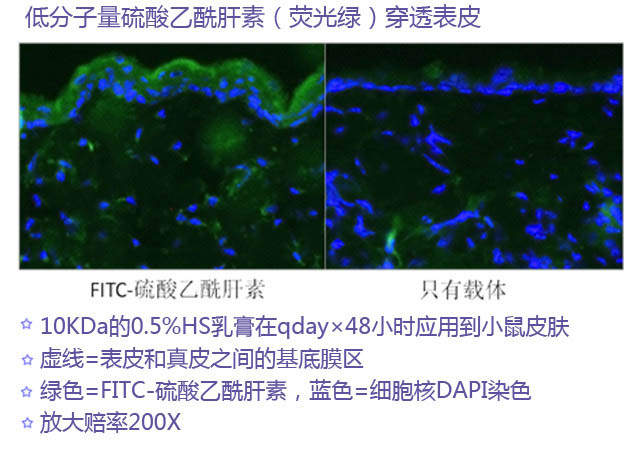 低分子量硫酸乙酰肝素（荧光绿）穿透表皮
FITC-硫酸乙酰肝素
只有载体
☆ 10KDa的0.5%HS乳膏在qday×48小时应用到小鼠皮肤
☆ 虚线=表皮和真皮之间的基底膜区
☆ 绿色=FITC-硫酸乙酰肝素，蓝色=细胞核DAPI染色
☆ 放大赔率200X